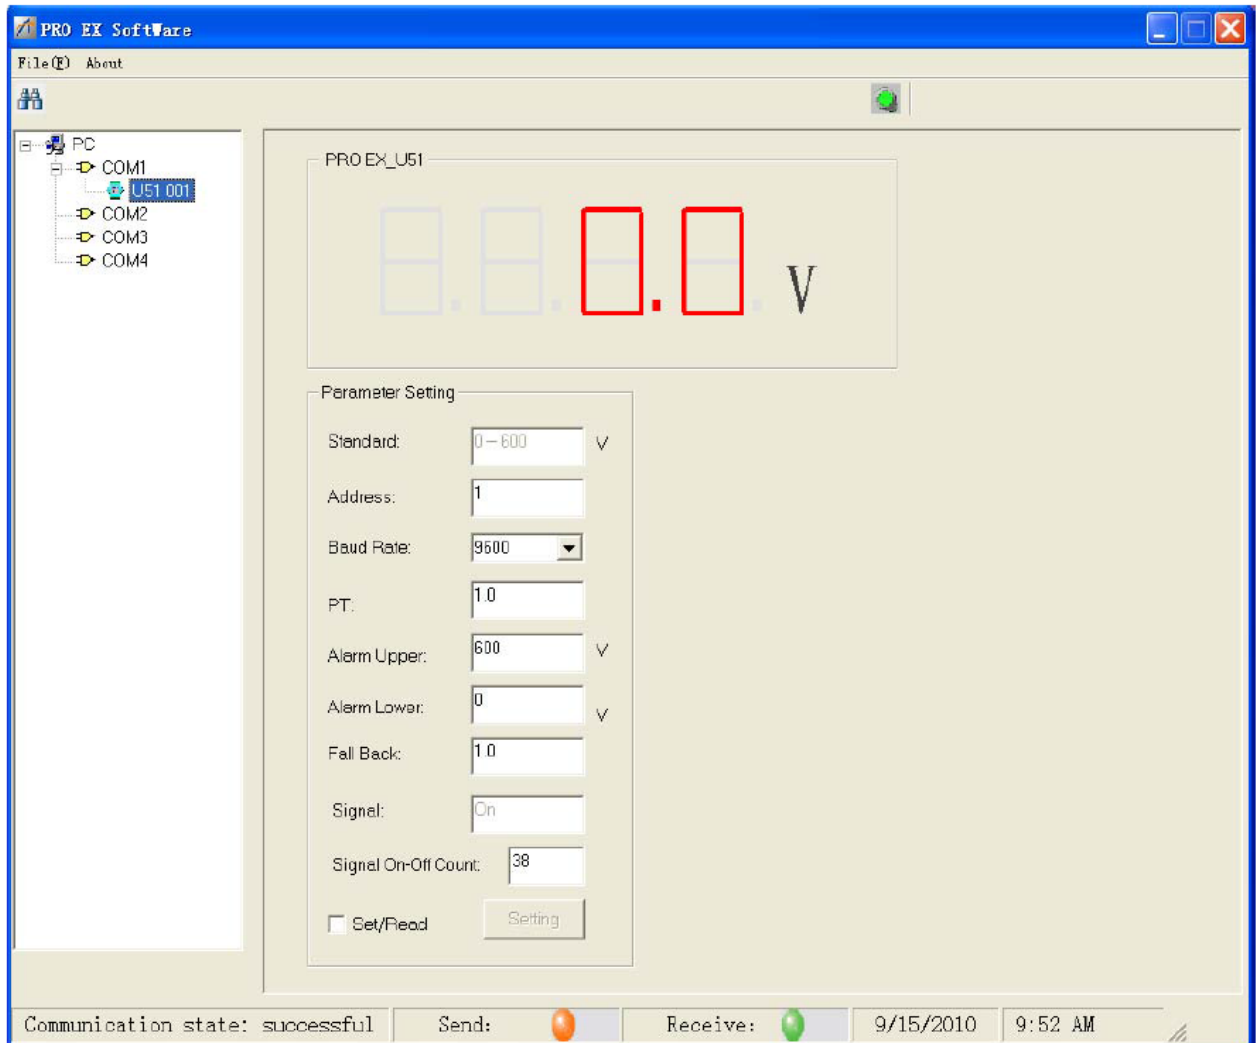 PRO EX SoftWare
File(F) About
PC
COM1
U51 001
COM2
COM3
COM4
PRO EX_U51
0.0 V
Parameter Setting
Standard: 0-600 V
Address: 1
Baud Rate: 9600
PT: 1.0
Alarm Upper: 600 V
Alarm Lower: 0 V
Fall Back: 1.0
Signal: On
Signal On-Off Count: 38
Set/Read Setting
Communication state: successful Send: Receive: 9/15/2010 9:52 AM